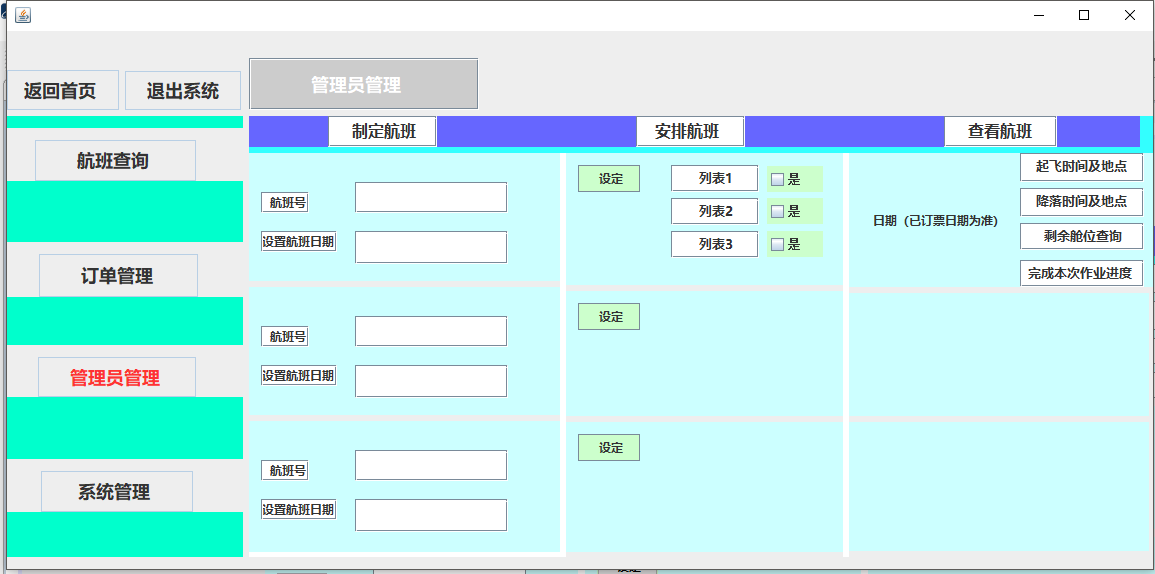 返回首页
退出系统
管理员管理
航班查询
订单管理
管理员管理
系统管理
制定航班
安排航班
查看航班
航班号
设置航班日期
设定
列表1
是
列表2
是
列表3
是
日期（已订票日期为准）
起飞时间及地点
降落时间及地点
剩余舱位查询
完成本次作业进度
航班号
设置航班日期
设定
航班号
设置航班日期
设定